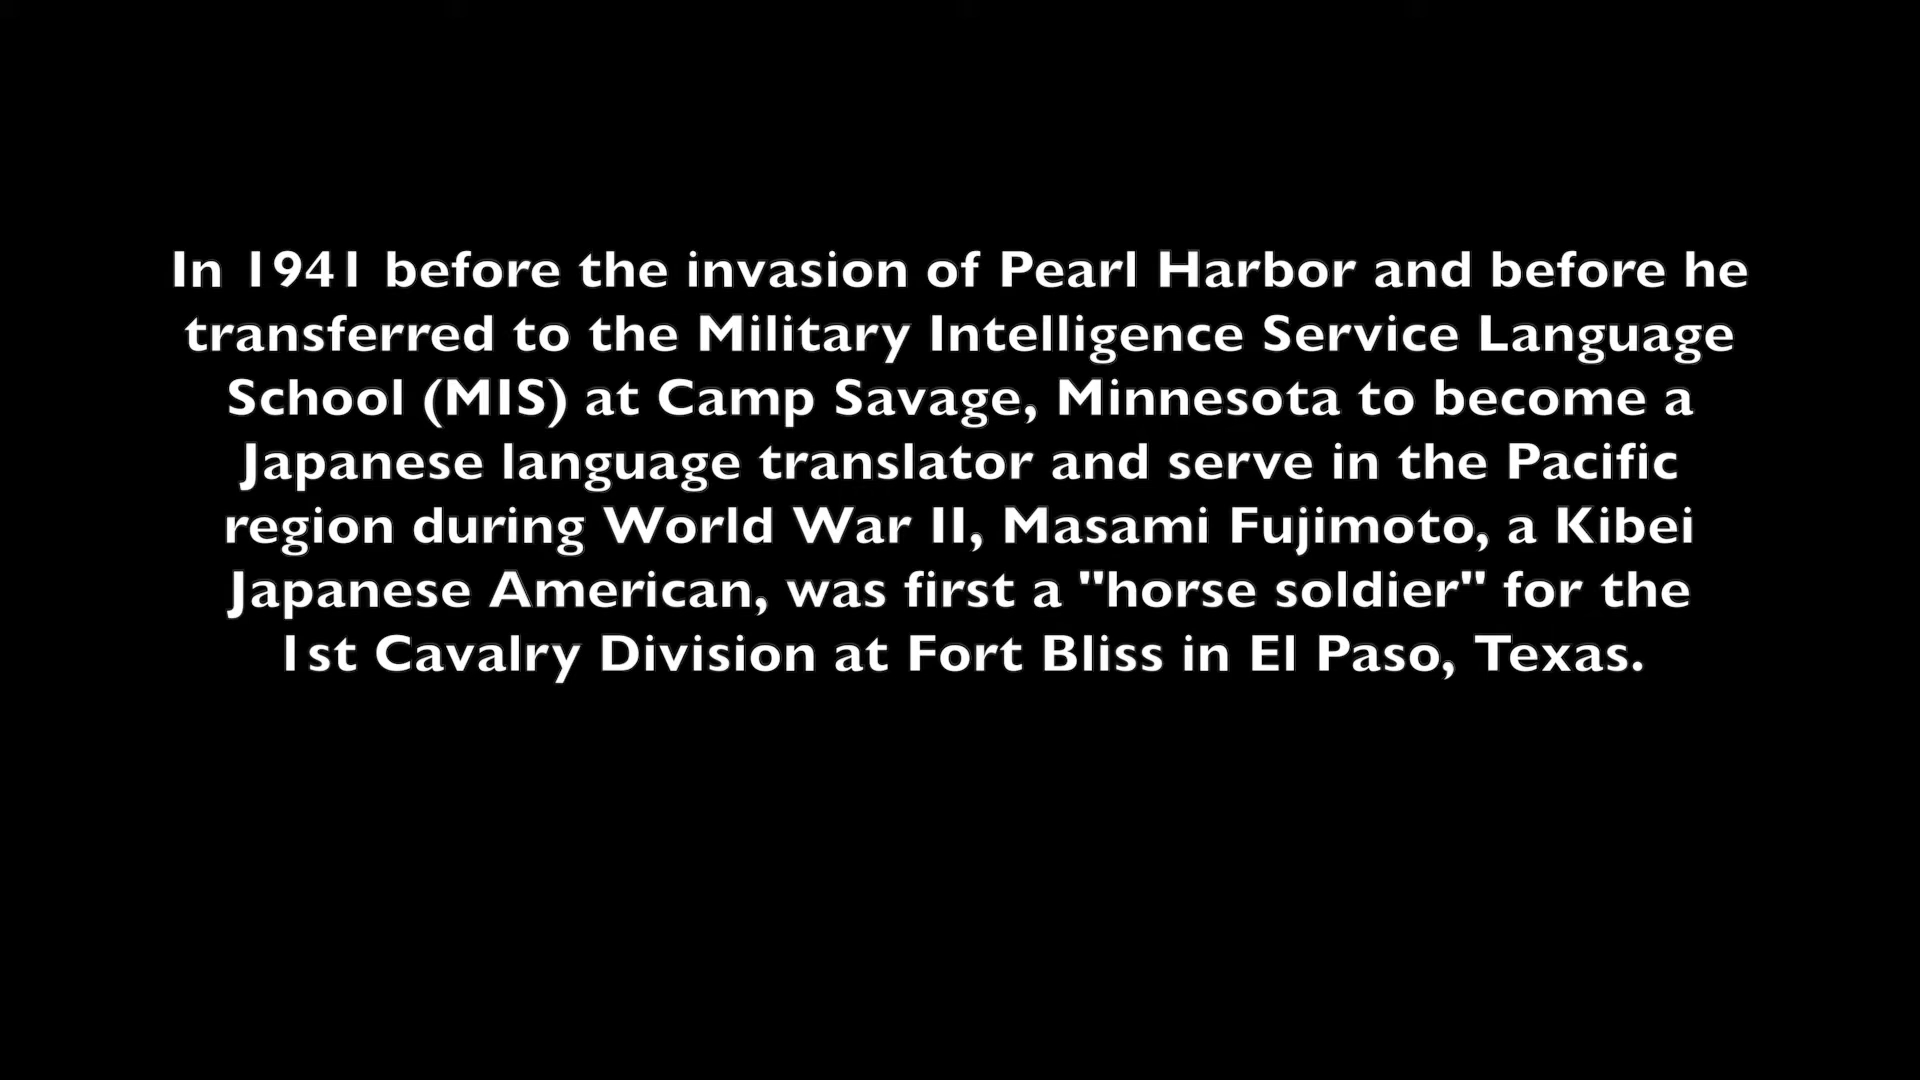 In 1941 before the invasion of Pearl Harbor and before he
transferred to the Military Intelligence Service Language
School (MIS) at Camp Savage, Minnesota to become a
Japanese language translator and serve in the Pacific
region during World War II, Masami Fujimoto, a Kibei
Japanese American, was first a "horse soldier" for the
1st Cavalry Division at Fort Bliss in El Paso, Texas.